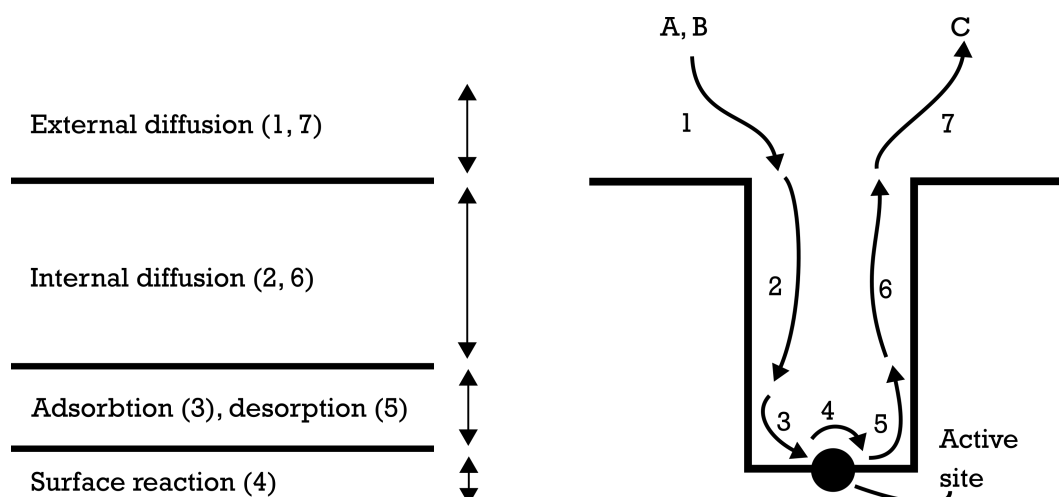 A, B
C
External diffusion (1, 7)
1
7
Internal diffusion (2, 6)
2
6
Adsorbtion (3), desorption (5)
3
4
5
Active
site
Surface reaction (4)